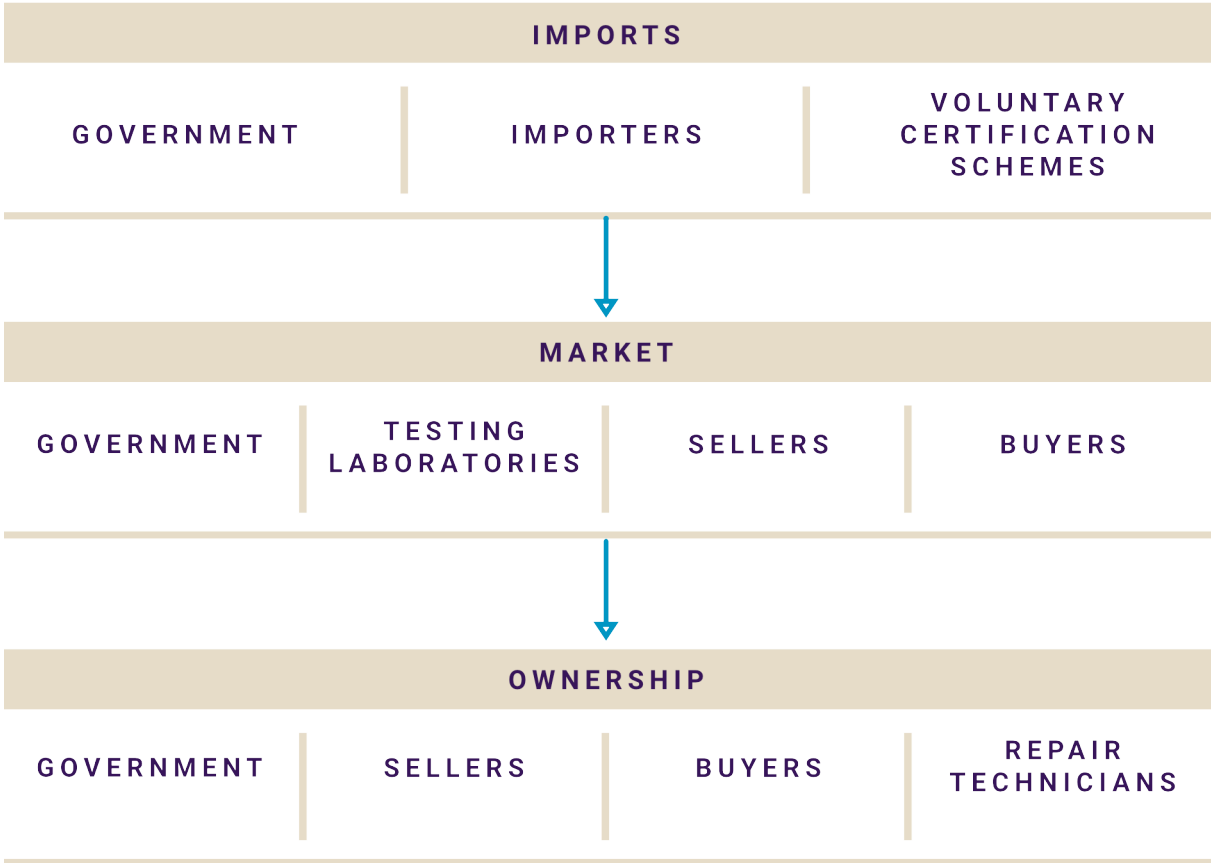 IMPORTS
GOVERNMENT
IMPORTERS
VOLUNTARY
CERTIFICATION
SCHEMES
MARKET
GOVERNMENT
TESTING
LABORATORIES
SELLERS
BUYERS
OWNERSHIP
GOVERNMENT
SELLERS
BUYERS
REPAIR
TECHNICIANS